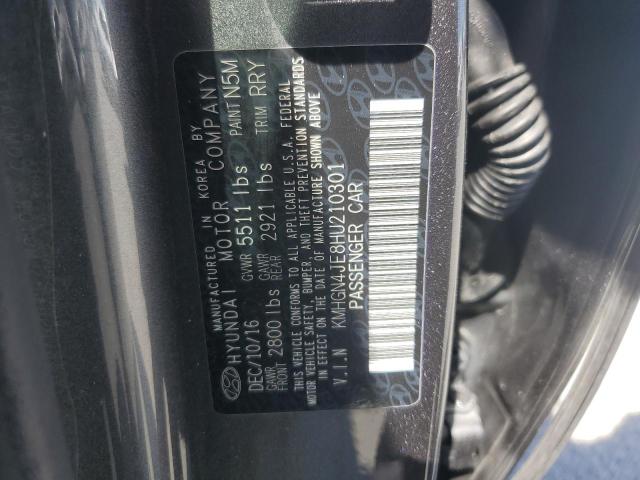 MANUFACTURED IN KOREA BY
HYUNDAI MOTOR COMPANY
DEC/10/16 GVWR 5511 lbs PAINT N5M
GAWR FRONT 2800 lbs GAWR REAR 2921 lbs TRIM RRY
THIS VEHICLE CONFORMS TO ALL APPLICABLE U.S.A. FEDERAL
MOTOR VEHICLE SAFETY, BUMPER, AND THEFT PREVENTION STANDARDS
IN EFFECT ON THE DATE OF MANUFACTURE SHOWN ABOVE
V.I.N KMHGN4JE8HU210301
PASSENGER CAR